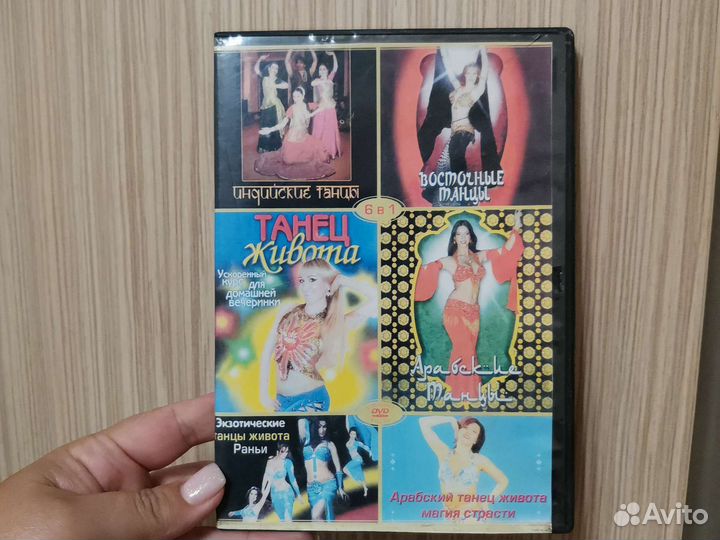 Индийские танцы
Восточные
танцы
6 в 1
Танец
живота
Ускоренный
курс для
домашней
вечеринки
Арабские
Танцы
DVD
Экзотические
танцы живота
Раньи
Арабский танец живота
магия страсти
Avito